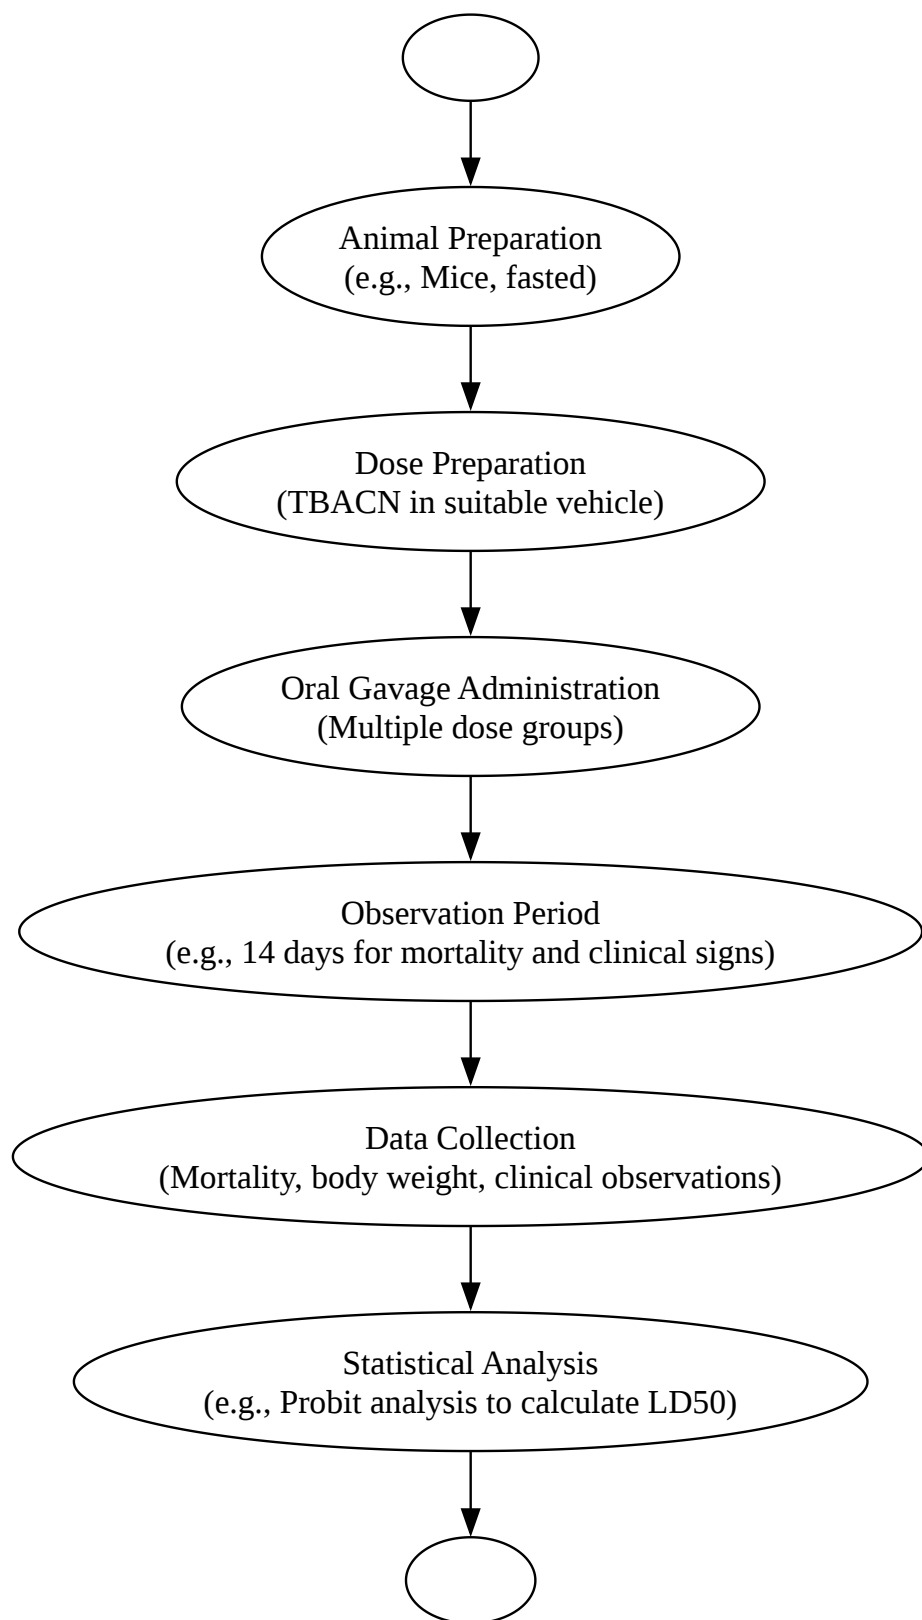 Animal Preparation
(e.g., Mice, fasted)
Dose Preparation
(TBACN in suitable vehicle)
Oral Gavage Administration
(Multiple dose groups)
Observation Period
(e.g., 14 days for mortality and clinical signs)
Data Collection
(Mortality, body weight, clinical observations)
Statistical Analysis
(e.g., Probit analysis to calculate LD50)